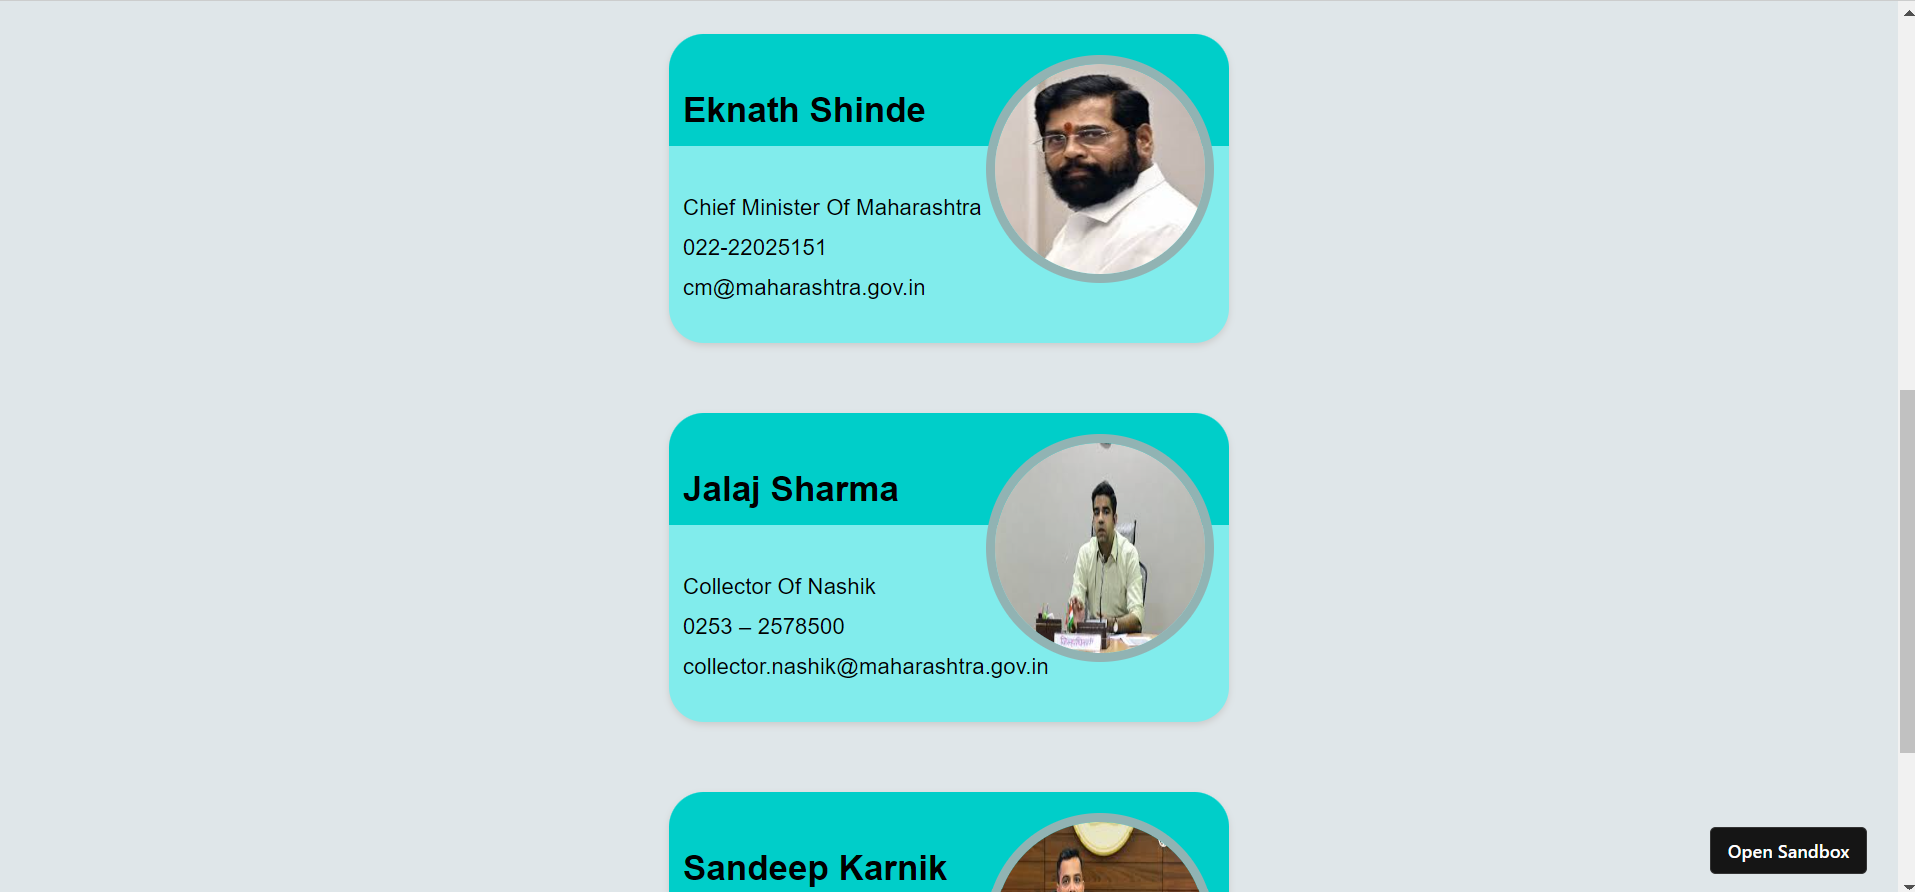 Eknath Shinde
Chief Minister Of Maharashtra
022-22025151
cm@maharashtra.gov.in
Jalaj Sharma
Collector Of Nashik
0253 – 2578500
collector.nashik@maharashtra.gov.in
Sandeep Karnik
Open Sandbox